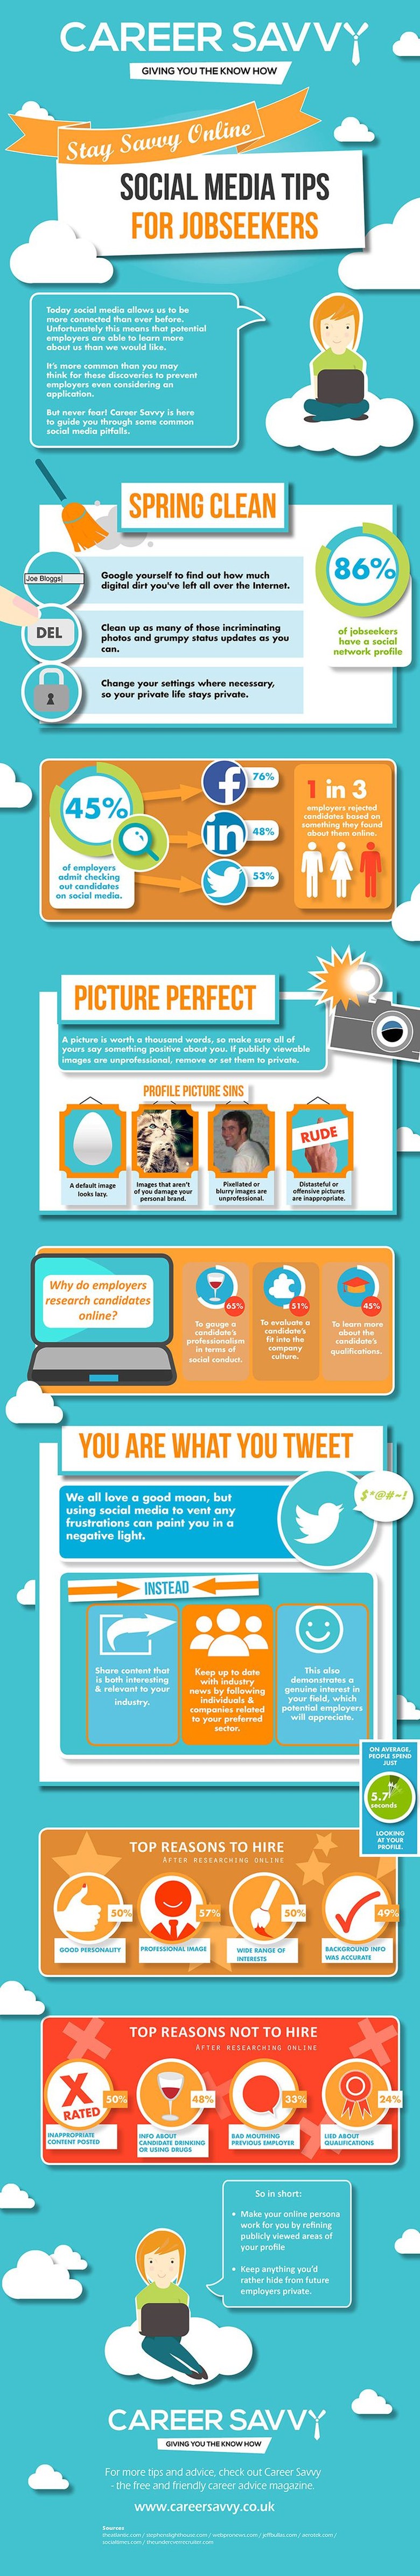 CAREER SAVVY
GIVING YOU THE KNOW HOW
Stay Savvy Online
SOCIAL MEDIA TIPS
FOR JOBSEEKERS
Today social media allows us to be
more connected than ever before.
Unfortunately this means that potential
employers are able to learn more
about us than we would like.
It's more common than you may
think for these discoveries to prevent
employers even considering an
application.
But never fear! Career Savvy is here
to guide you through some common
social media pitfalls.
SPRING CLEAN
Joe Bloggs
Google yourself to find out how much
digital dirt you've left all over the Internet.
DEL
Clean up as many of those incriminating
photos and grumpy status updates as you
can.
Change your settings where necessary,
so your private life stays private.
86%
of jobseekers
have a social
network profile
45%
of employers
admit checking
out candidates
on social media.
f
76%
in
48%
53%
1 in 3
employers rejected
candidates based on
something they found
about them online.
PICTURE PERFECT
A picture is worth a thousand words, so make sure all of
yours say something positive about you. If publicly viewable
images are unprofessional, remove or set them to private.
PROFILE PICTURE SINS
A default image
looks lazy.
Images that aren't
of you damage your
personal brand.
Pixellated or
blurry images are
unprofessional.
RUDE
Distasteful or
offensive pictures
are inappropriate.
Why do employers
research candidates
online?
65%
To gauge a
candidate's
professionalism
in terms of
social conduct.
51%
To evaluate a
candidate's
fit into the
company
culture.
45%
To learn more
about the
candidate's
qualifications.
YOU ARE WHAT YOU TWEET
We all love a good moan, but
using social media to vent any
frustrations can paint you in a
negative light.
$*@#~!
INSTEAD
Share content that
is both interesting
& relevant to your
industry.
Keep up to date
with industry
news by following
individuals &
companies related
to your preferred
sector.
This also
demonstrates a
genuine interest in
your field, which
potential employers
will appreciate.
ON AVERAGE,
PEOPLE SPEND
JUST
5.7
seconds
LOOKING
AT YOUR
PROFILE.
TOP REASONS TO HIRE
AFTER RESEARCHING ONLINE
50%
GOOD PERSONALITY
57%
PROFESSIONAL IMAGE
50%
WIDE RANGE OF
INTERESTS
49%
BACKGROUND INFO
WAS ACCURATE
TOP REASONS NOT TO HIRE
AFTER RESEARCHING ONLINE
X
RATED
50%
INAPPROPRIATE
CONTENT POSTED
48%
INFO ABOUT
CANDIDATE DRINKING
OR USING DRUGS
33%
BAD MOUTHING
PREVIOUS EMPLOYER
24%
LIED ABOUT
QUALIFICATIONS
So in short:
• Make your online persona
work for you by refining
publicly viewed areas of
your profile
• Keep anything you'd
rather hide from future
employers private.
CAREER SAVVY
GIVING YOU THE KNOW HOW
For more tips and advice, check out Career Savvy
- the free and friendly career advice magazine.
www.careersavvy.co.uk
Sources
theatlantic.com / stephenslighthouse.com / webpronews.com / jeffbullas.com / aerotek.com /
socialtimes.com / theundercoverrecruiter.com